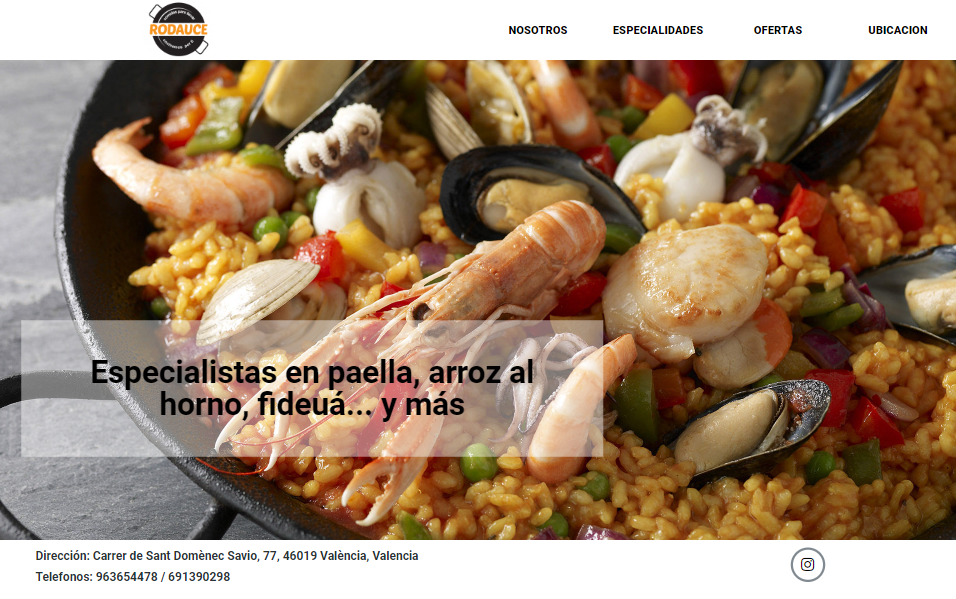 RODAUCE
NOSOTROS
ESPECIALIDADES
OFERTAS
UBICACION
Especialistas en paella, arroz al
horno, fideuá... y más
Dirección: Carrer de Sant Domènec Savio, 77, 46019 València, Valencia
Telefonos: 963654478 / 691390298